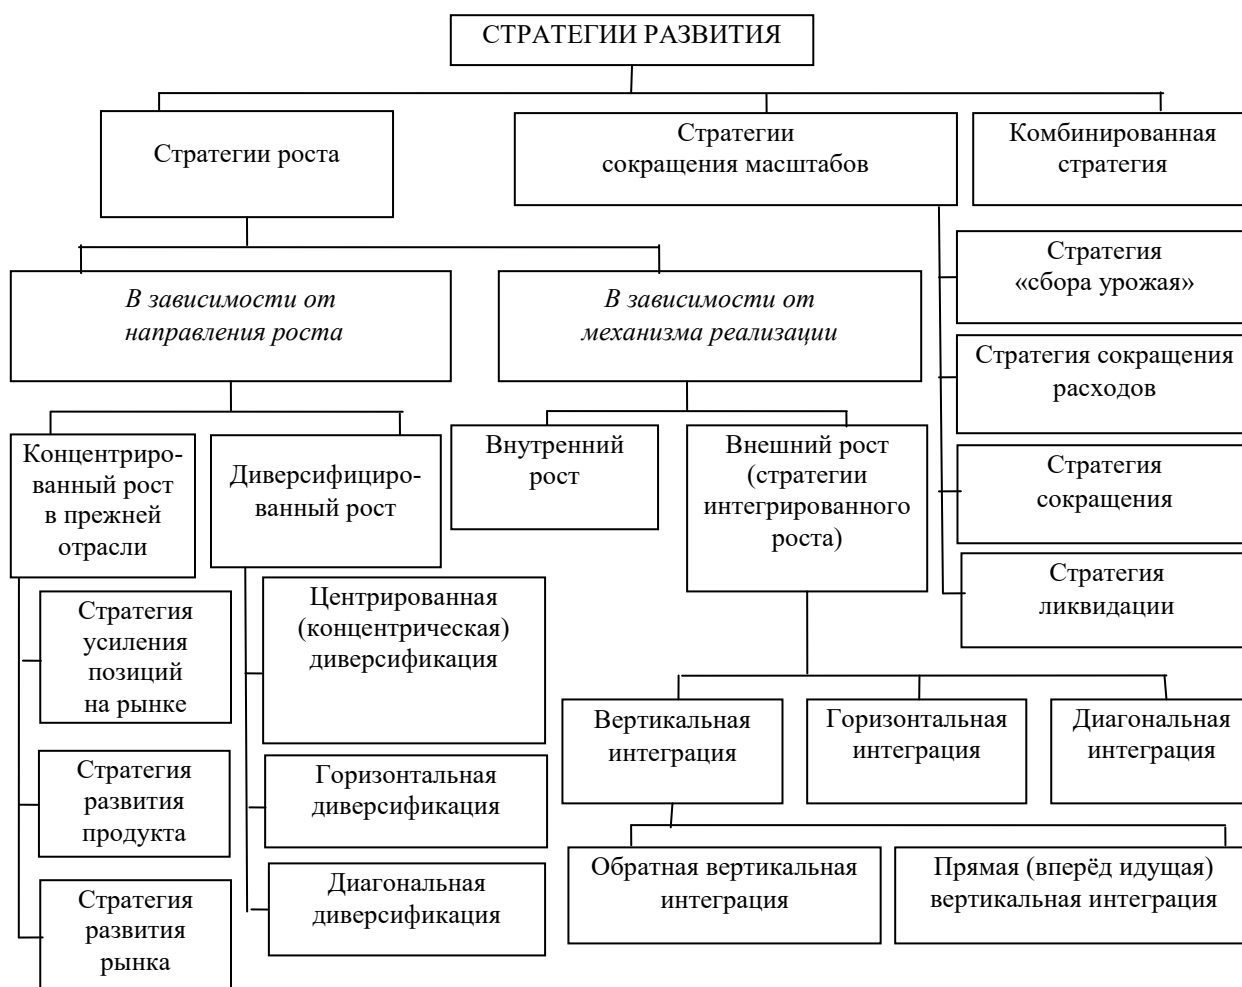 СТРАТЕГИИ РАЗВИТИЯ
Стратегии роста
Стратегии
сокращения масштабов
Комбинированная
стратегия
Стратегия
«сбора урожая»
Стратегия сокращения
расходов
Стратегия
сокращения
Стратегия
ликвидации
В зависимости от
направления роста
В зависимости от
механизма реализации
Концентриро-
ванный рост
в прежней
отрасли
Диверсифициро-
ванный рост
Внутренний
рост
Внешний рост
(стратегии
интегрированного
роста)
Стратегия
усиления
позиций
на рынке
Стратегия
развития
продукта
Стратегия
развития
рынка
Центрированная
(концентрическая)
диверсификация
Горизонтальная
диверсификация
Диагональная
диверсификация
Вертикальная
интеграция
Горизонтальная
интеграция
Диагональная
интеграция
Обратная вертикальная
интеграция
Прямая (вперёд идущая)
вертикальная интеграция